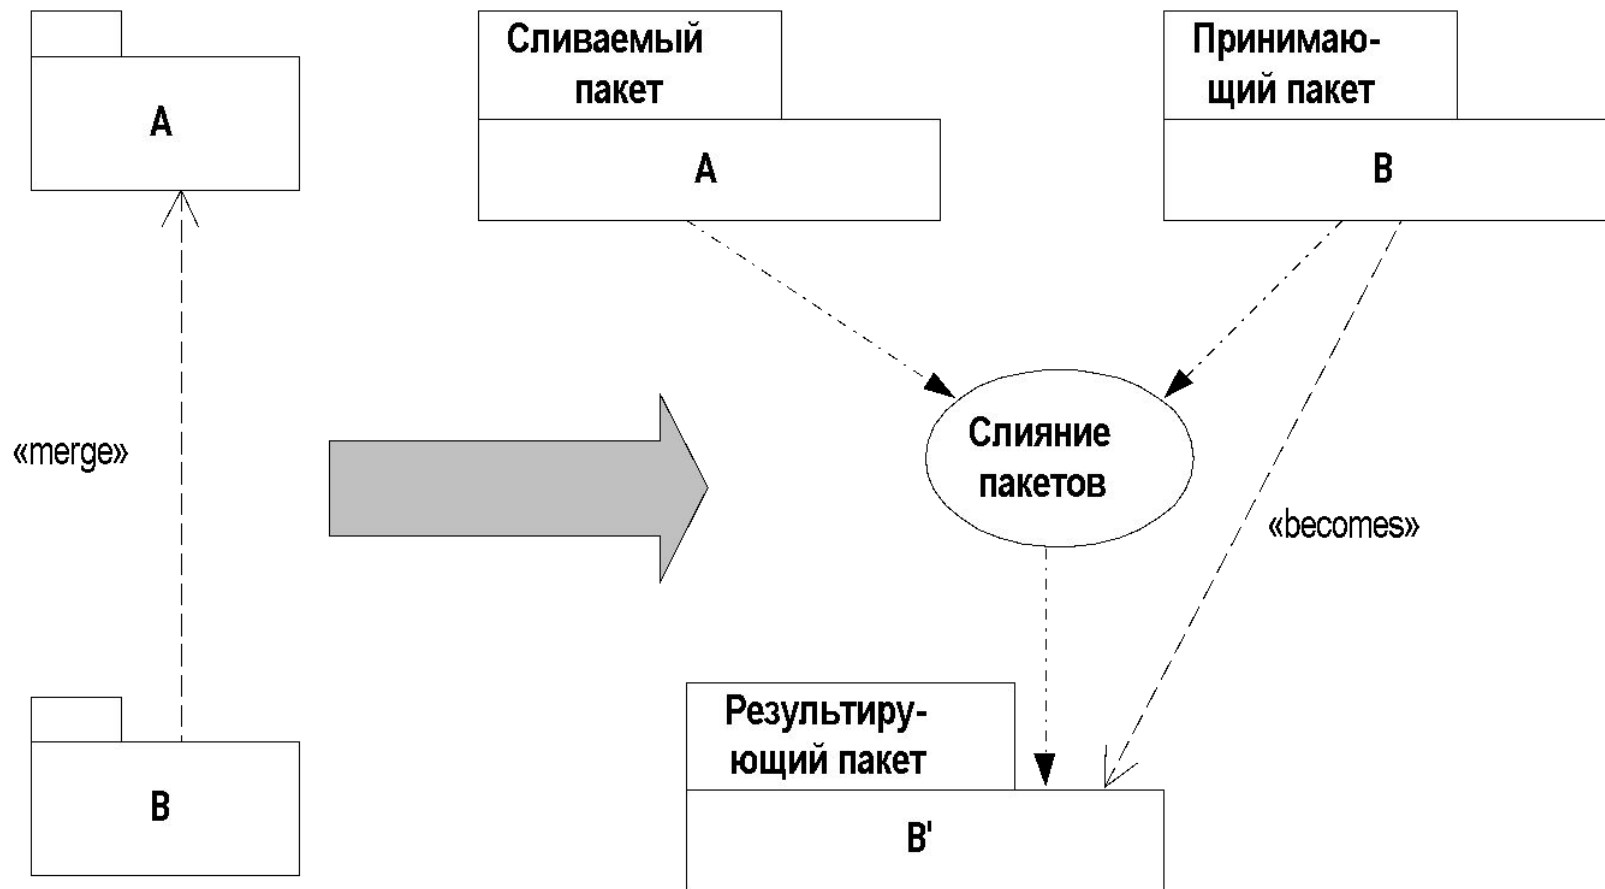 A
«merge»
B
Сливаемый
пакет
A
Принимаю-
щий пакет
B
Слияние
пакетов
«becomes»
Результиру-
ющий пакет
B'